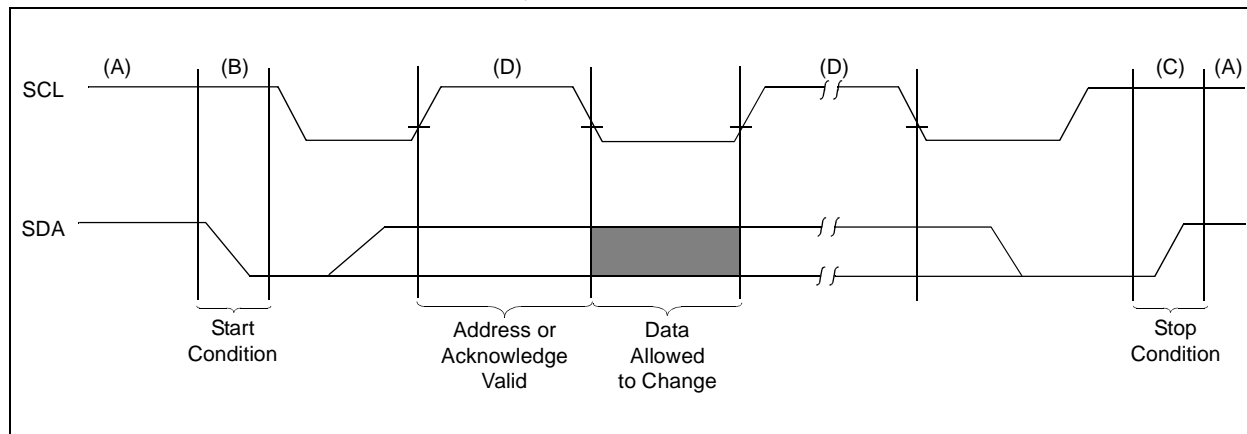 (A) (B) (D) (D) (C) (A)
SCL
SDA
Start
Condition
Address or
Acknowledge
Valid
Data
Allowed
to Change
Stop
Condition